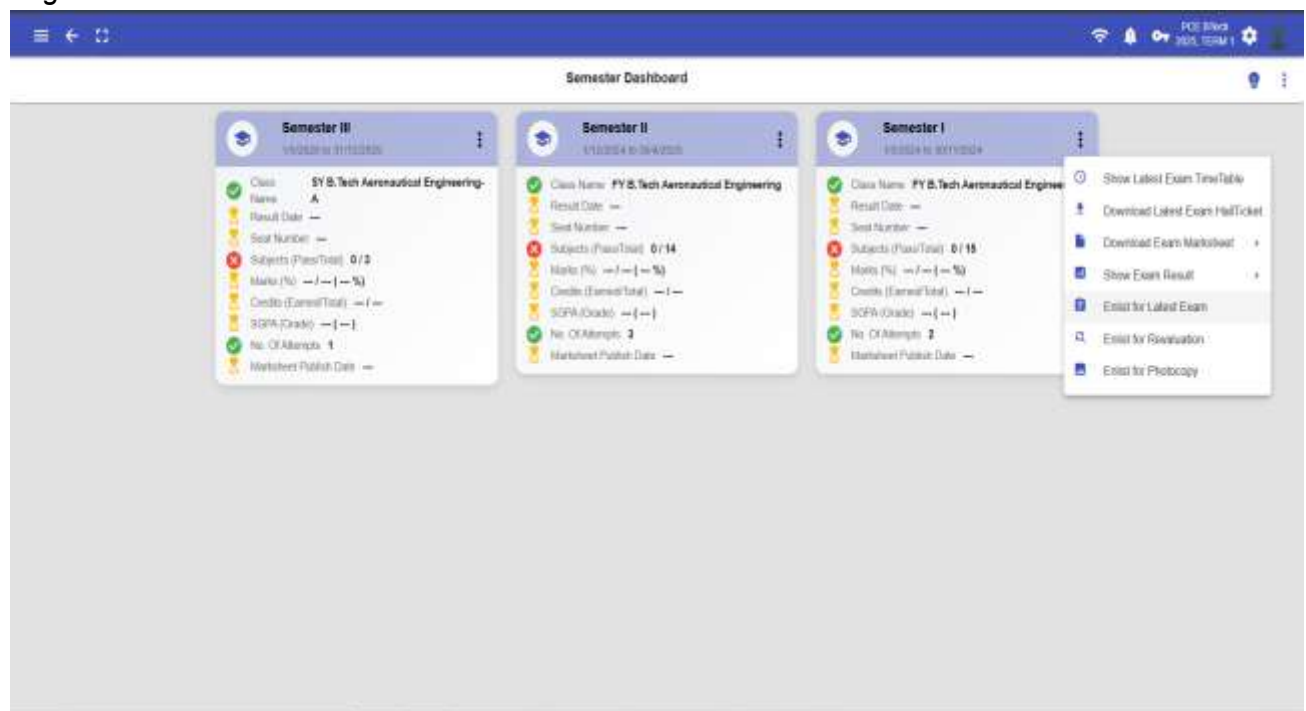 POE BTech
2025, TERM 1
Semester Dashboard
Semester III
Class Name SY B.Tech Aeronautical Engineering-A
Result Date —
Seat Number —
Subjects (Pass/Total) 0 / 3
Marks (%) — / — ( — %)
Credits (Earned/Total) — / —
SGPA (Grade) — ( — )
No. Of Attempts 1
Marksheet Publish Date —
Semester II
Class Name FY B.Tech Aeronautical Engineering
Result Date —
Seat Number —
Subjects (Pass/Total) 0 / 14
Marks (%) — / — ( — %)
Credits (Earned/Total) — / —
SGPA (Grade) — ( — )
No. Of Attempts 3
Marksheet Publish Date —
Semester I
Class Name FY B.Tech Aeronautical Enginee
Result Date —
Seat Number —
Subjects (Pass/Total) 0 / 15
Marks (%) — / — ( — %)
Credits (Earned/Total) — / —
SGPA (Grade) — ( — )
No. Of Attempts 2
Marksheet Publish Date —
Show Latest Exam TimeTable
Download Latest Exam HallTicket
Download Exam Marksheet
Show Exam Result
Enlist for Latest Exam
Enlist for Revaluation
Enlist for Photocopy